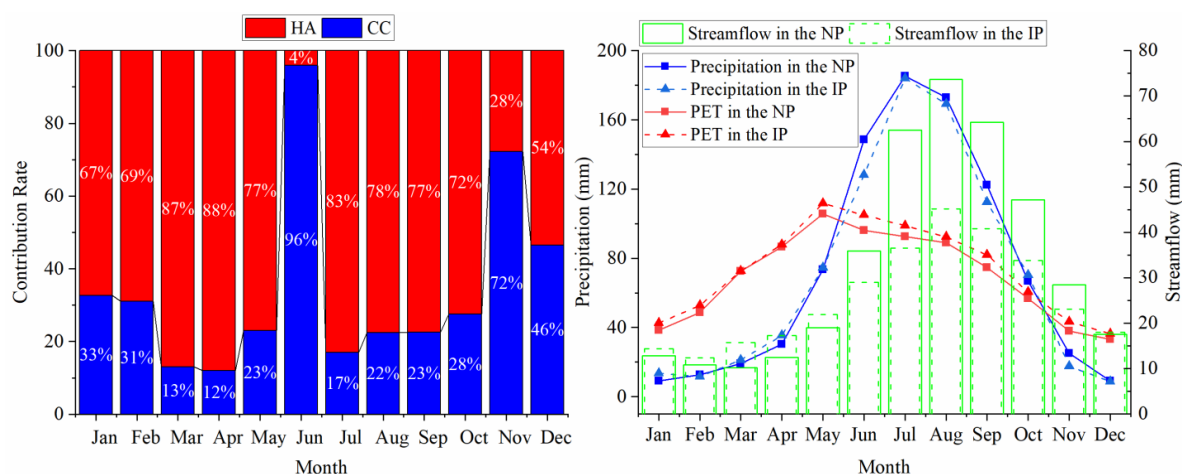 HA CC
Contribution Rate
100
80
60
40
20
0
67% 69% 87% 88% 77% 4% 83% 78% 77% 72% 28% 54%
33% 31% 13% 12% 23% 96% 17% 22% 23% 28% 72% 46%
Jan Feb Mar Apr May Jun Jul Aug Sep Oct Nov Dec
Month
Streamflow in the NP Streamflow in the IP
Precipitation in the NP
Precipitation in the IP
PET in the NP
PET in the IP
Precipitation (mm)
200
160
120
80
40
0
Streamflow (mm)
80
70
60
50
40
30
20
10
0
Jan Feb Mar Apr May Jun Jul Aug Sep Oct Nov Dec
Month